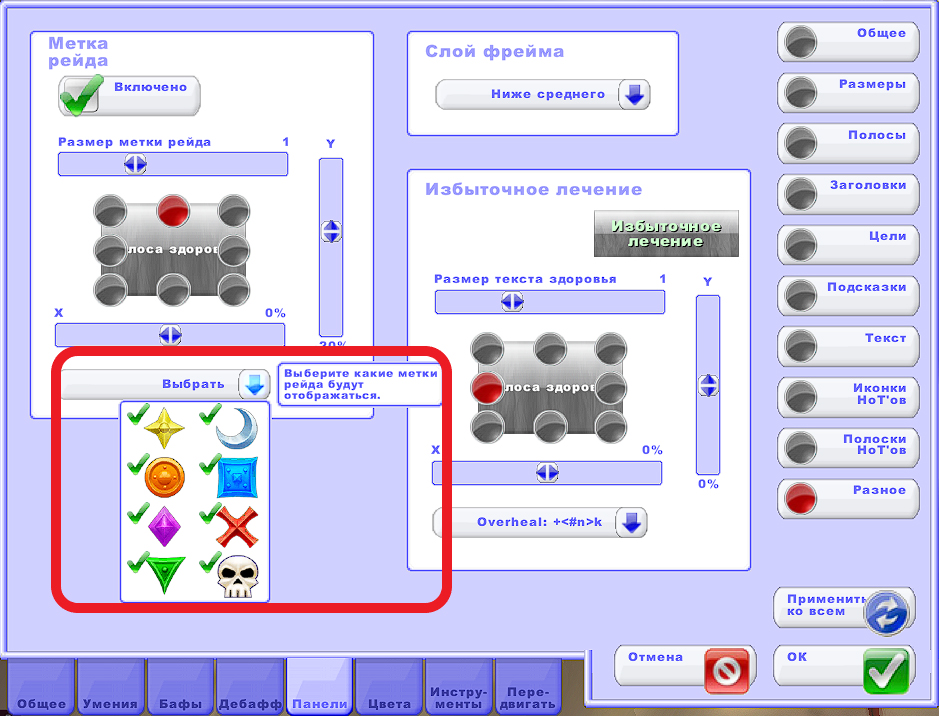 Метка
рейда
Включено
Размер метки рейда 1
Y
лоса здоров
X 0%
20%
Выбрать
Выберите какие метки
рейда будут
отображаться.
Слой фрейма
Ниже среднего
Избыточное лечение
Избыточное
лечение
Размер текста здоровья 1
Y
лоса здоров
X 0%
0%
Overheal: +<#n>k
Общее
Размеры
Полосы
Заголовки
Цели
Подсказки
Текст
Иконки
HoT'ов
Полоски
HoT'ов
Разное
Применить
ко всем
Отмена
OK
Общее
Умения
Бафы
Дебафф
Панели
Цвета
Инстру-
менты
Пере-
двигать